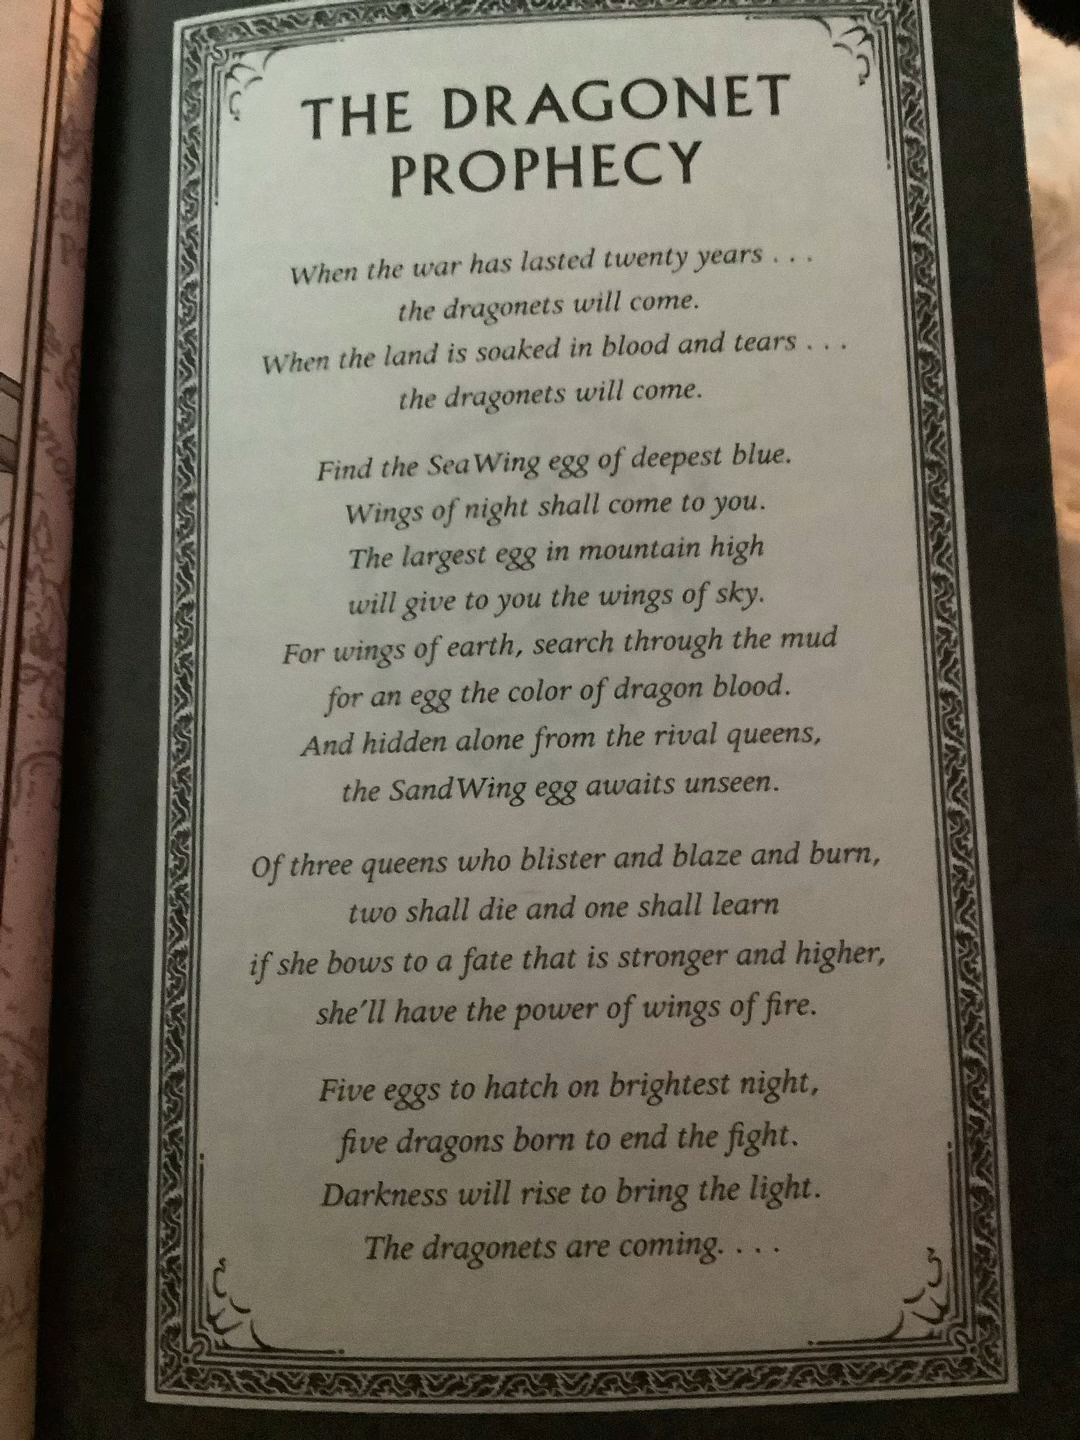 THE DRAGONET
PROPHECY
When the war has lasted twenty years . . .
the dragonets will come.
When the land is soaked in blood and tears . . .
the dragonets will come.
Find the SeaWing egg of deepest blue.
Wings of night shall come to you.
The largest egg in mountain high
will give to you the wings of sky.
For wings of earth, search through the mud
for an egg the color of dragon blood.
And hidden alone from the rival queens,
the SandWing egg awaits unseen.
Of three queens who blister and blaze and burn,
two shall die and one shall learn
if she bows to a fate that is stronger and higher,
she'll have the power of wings of fire.
Five eggs to hatch on brightest night,
five dragons born to end the fight.
Darkness will rise to bring the light.
The dragonets are coming. . . .